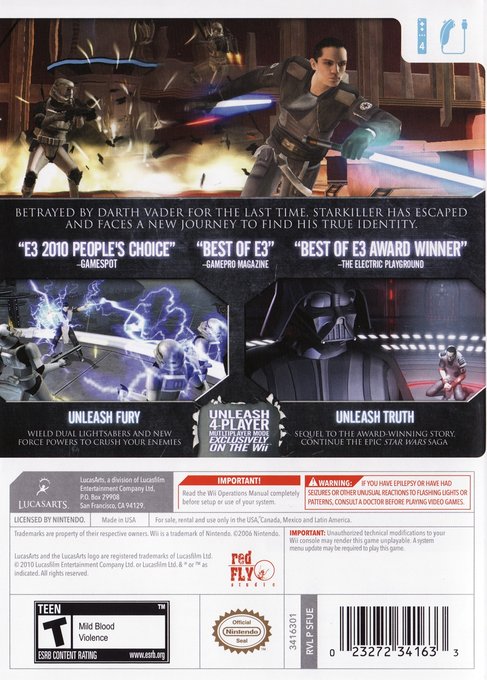 4
BETRAYED BY DARTH VADER FOR THE LAST TIME, STARKILLER HAS ESCAPED
AND FACES A NEW JOURNEY TO FIND HIS TRUE IDENTITY.
"E3 2010 PEOPLE'S CHOICE"
–GAMESPOT
"BEST OF E3"
–GAMEPRO MAGAZINE
"BEST OF E3 AWARD WINNER"
–THE ELECTRIC PLAYGROUND
UNLEASH FURY
WIELD DUAL LIGHTSABERS AND NEW
FORCE POWERS TO CRUSH YOUR ENEMIES
UNLEASH
4-PLAYER
MULTIPLAYER MODE
EXCLUSIVELY
ON THE Wii
UNLEASH TRUTH
SEQUEL TO THE AWARD-WINNING STORY.
CONTINUE THE EPIC STAR WARS SAGA
LUCASARTS
LucasArts, a division of Lucasfilm
Entertainment Company Ltd.
P.O. Box 29908
San Francisco, CA 94129.
IMPORTANT!
Read the Wii Operations Manual completely
before setup or use of your system.
WARNING: IF YOU HAVE EPILEPSY OR HAVE HAD
SEIZURES OR OTHER UNUSUAL REACTIONS TO FLASHING LIGHTS OR
PATTERNS, CONSULT A DOCTOR BEFORE PLAYING VIDEO GAMES.
LICENSED BY NINTENDO.
Made in USA
For sale, rental and use only in the USA, Canada, Mexico and Latin America.
Trademarks are property of their respective owners. Wii is a trademark of Nintendo. ©2006 Nintendo.
LucasArts and the LucasArts logo are registered trademarks of Lucasfilm Ltd.
© 2010 Lucasfilm Entertainment Company Ltd. or Lucasfilm Ltd. & ® or ™ as
indicated. All rights reserved.
red
FLY
studio
IMPORTANT: Unauthorized technical modifications to your
Wii console may render this game unplayable. A system
menu update may be required to play this game.
TEEN
TM
T
Mild Blood
Violence
ESRB CONTENT RATING
www.esrb.org
Official
Nintendo
Seal
3416301
RVL P SFUE
0 23272 34163 3